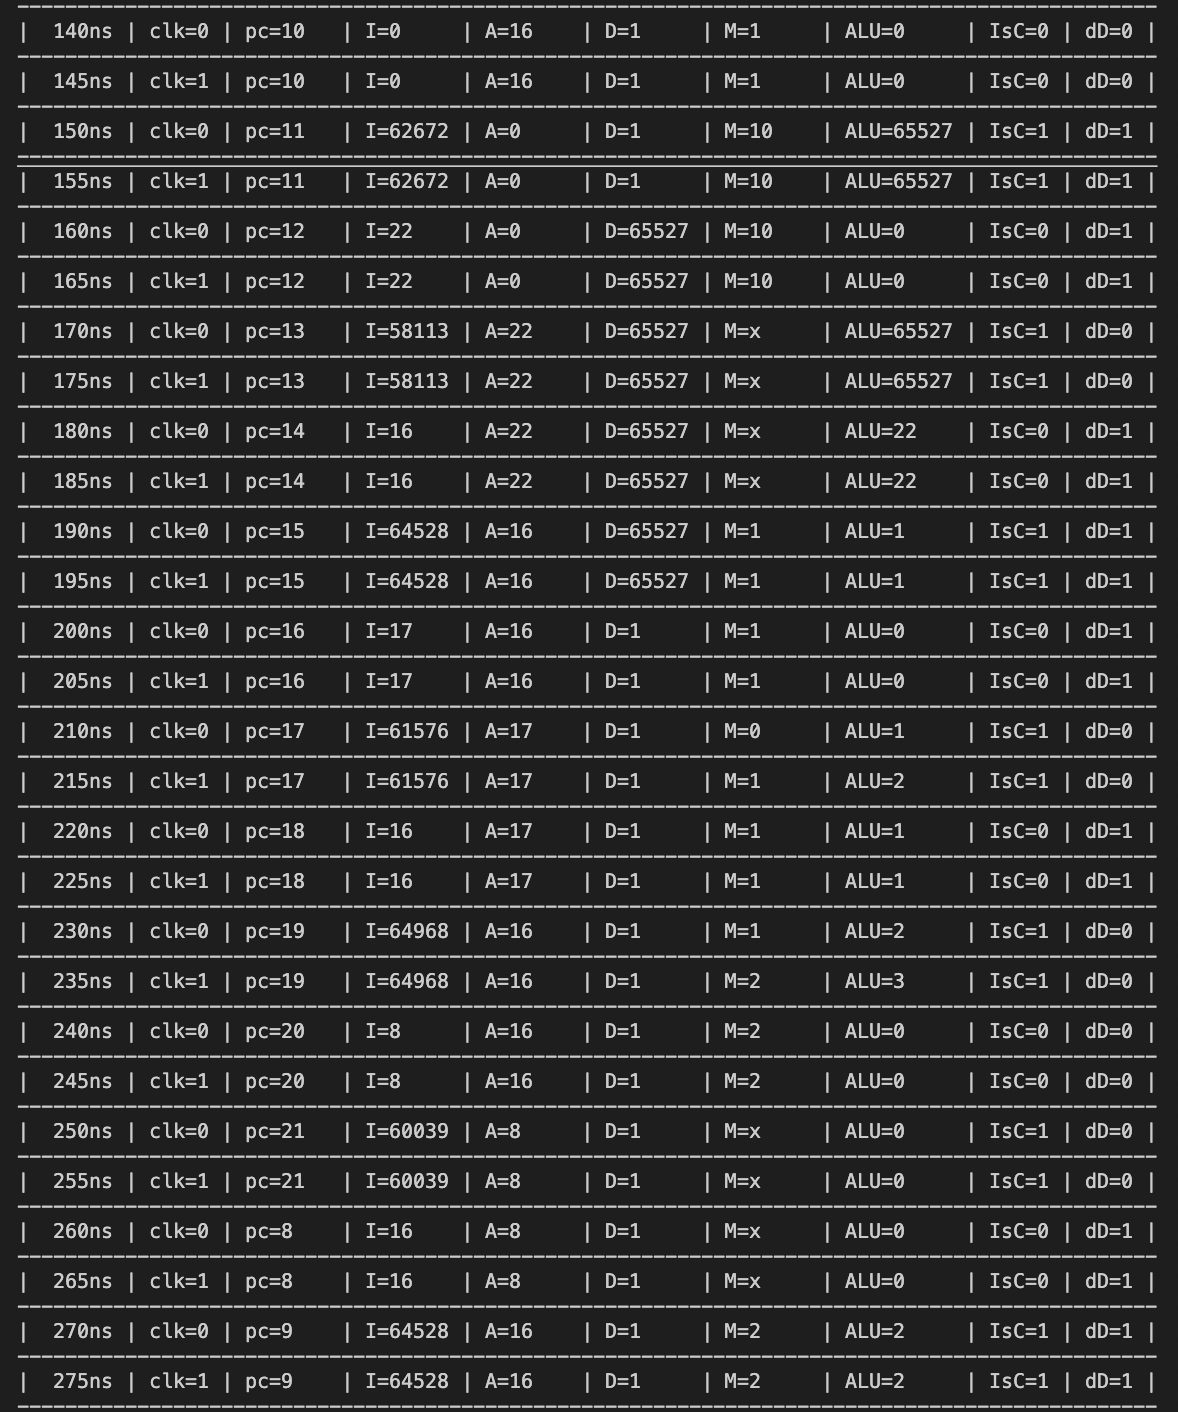 | 140ns | clk=0 | pc=10 | I=0 | A=16 | D=1 | M=1 | ALU=0 | IsC=0 | dD=0 |
| 145ns | clk=1 | pc=10 | I=0 | A=16 | D=1 | M=1 | ALU=0 | IsC=0 | dD=0 |
| 150ns | clk=0 | pc=11 | I=62672 | A=0 | D=1 | M=10 | ALU=65527 | IsC=1 | dD=1 |
| 155ns | clk=1 | pc=11 | I=62672 | A=0 | D=1 | M=10 | ALU=65527 | IsC=1 | dD=1 |
| 160ns | clk=0 | pc=12 | I=22 | A=0 | D=65527 | M=10 | ALU=0 | IsC=0 | dD=1 |
| 165ns | clk=1 | pc=12 | I=22 | A=0 | D=65527 | M=10 | ALU=0 | IsC=0 | dD=1 |
| 170ns | clk=0 | pc=13 | I=58113 | A=22 | D=65527 | M=x | ALU=65527 | IsC=1 | dD=0 |
| 175ns | clk=1 | pc=13 | I=58113 | A=22 | D=65527 | M=x | ALU=65527 | IsC=1 | dD=0 |
| 180ns | clk=0 | pc=14 | I=16 | A=22 | D=65527 | M=x | ALU=22 | IsC=0 | dD=1 |
| 185ns | clk=1 | pc=14 | I=16 | A=22 | D=65527 | M=x | ALU=22 | IsC=0 | dD=1 |
| 190ns | clk=0 | pc=15 | I=64528 | A=16 | D=65527 | M=1 | ALU=1 | IsC=1 | dD=1 |
| 195ns | clk=1 | pc=15 | I=64528 | A=16 | D=65527 | M=1 | ALU=1 | IsC=1 | dD=1 |
| 200ns | clk=0 | pc=16 | I=17 | A=16 | D=1 | M=1 | ALU=0 | IsC=0 | dD=1 |
| 205ns | clk=1 | pc=16 | I=17 | A=16 | D=1 | M=1 | ALU=0 | IsC=0 | dD=1 |
| 210ns | clk=0 | pc=17 | I=61576 | A=17 | D=1 | M=0 | ALU=1 | IsC=1 | dD=0 |
| 215ns | clk=1 | pc=17 | I=61576 | A=17 | D=1 | M=1 | ALU=2 | IsC=1 | dD=0 |
| 220ns | clk=0 | pc=18 | I=16 | A=17 | D=1 | M=1 | ALU=1 | IsC=0 | dD=1 |
| 225ns | clk=1 | pc=18 | I=16 | A=17 | D=1 | M=1 | ALU=1 | IsC=0 | dD=1 |
| 230ns | clk=0 | pc=19 | I=64968 | A=16 | D=1 | M=1 | ALU=2 | IsC=1 | dD=0 |
| 235ns | clk=1 | pc=19 | I=64968 | A=16 | D=1 | M=2 | ALU=3 | IsC=1 | dD=0 |
| 240ns | clk=0 | pc=20 | I=8 | A=16 | D=1 | M=2 | ALU=0 | IsC=0 | dD=0 |
| 245ns | clk=1 | pc=20 | I=8 | A=16 | D=1 | M=2 | ALU=0 | IsC=0 | dD=0 |
| 250ns | clk=0 | pc=21 | I=60039 | A=8 | D=1 | M=x | ALU=0 | IsC=1 | dD=0 |
| 255ns | clk=1 | pc=21 | I=60039 | A=8 | D=1 | M=x | ALU=0 | IsC=1 | dD=0 |
| 260ns | clk=0 | pc=8 | I=16 | A=8 | D=1 | M=x | ALU=0 | IsC=0 | dD=1 |
| 265ns | clk=1 | pc=8 | I=16 | A=8 | D=1 | M=x | ALU=0 | IsC=0 | dD=1 |
| 270ns | clk=0 | pc=9 | I=64528 | A=16 | D=1 | M=2 | ALU=2 | IsC=1 | dD=1 |
| 275ns | clk=1 | pc=9 | I=64528 | A=16 | D=1 | M=2 | ALU=2 | IsC=1 | dD=1 |